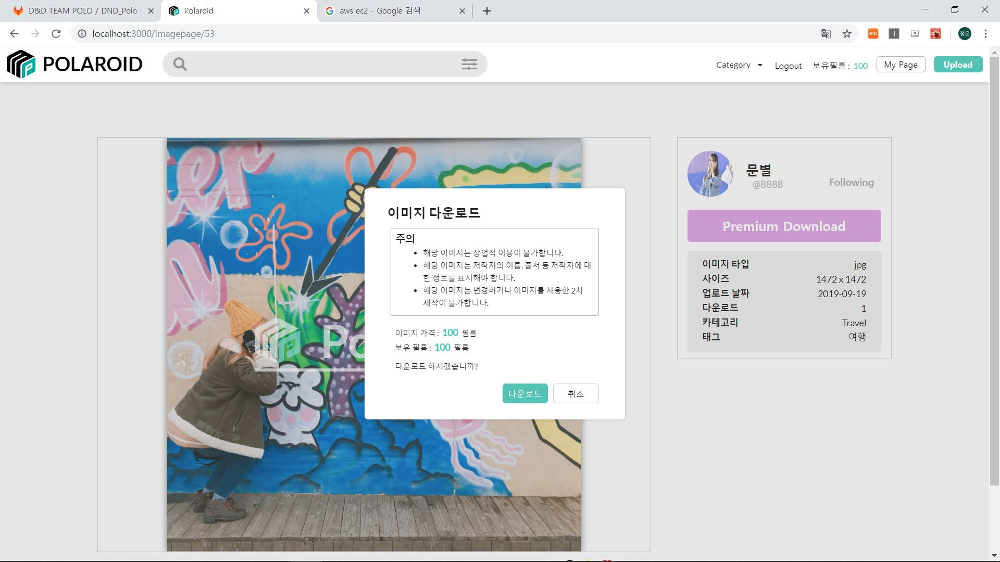 D&D TEAM POLO / DND_Polo
Polaroid
aws ec2 - Google 검색
localhost:3000/imagepage/53
EX
정은
POLAROID
Category
Logout
보유필름 : 100
My Page
Upload
문별
@8888
Following
Premium Download
이미지 타입 jpg
사이즈 1472 x 1472
업로드 날짜 2019-09-19
다운로드 1
카테고리 Travel
태그 여행
이미지 다운로드
주의
해당 이미지는 상업적 이용이 불가합니다.
해당 이미지는 저작자의 이름, 출처 등 저작자에 대
한 정보를 표시해야 합니다.
해당 이미지는 변경하거나 이미지를 사용한 2차
제작이 불가합니다.
이미지 가격 : 100 필름
보유 필름 : 100 필름
다운로드 하시겠습니까?
다운로드
취소
er
Po